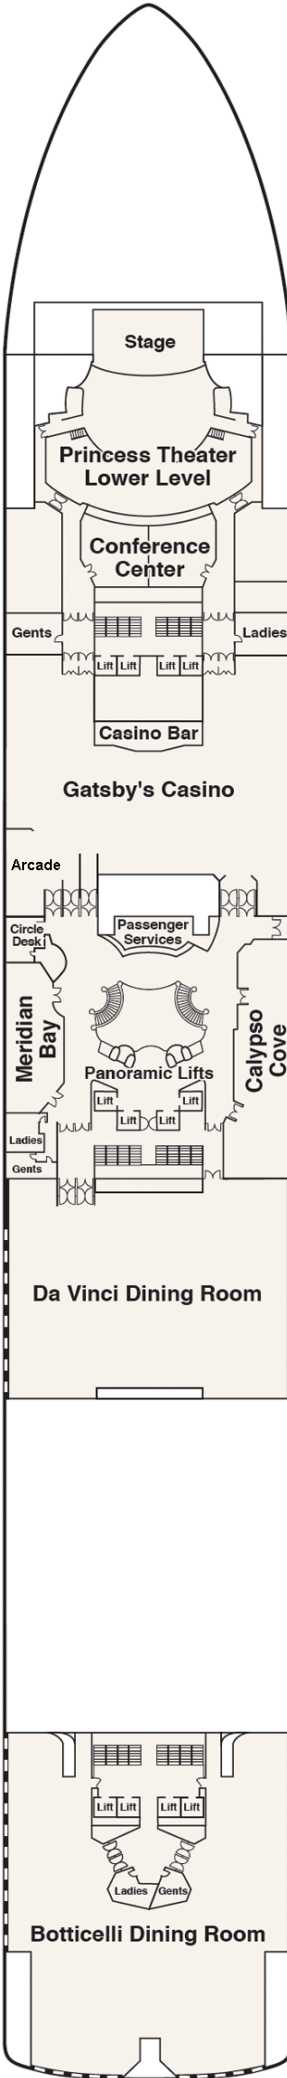 Stage
Princess Theater
Lower Level
Conference
Center
Gents
Ladies
Lift Lift Lift Lift
Casino Bar
Gatsby's Casino
Arcade
Circle
Desk
Passenger
Services
Meridian
Bay
Calypso
Cove
Panoramic Lifts
Lift Lift
Lift Lift
Ladies
Gents
Da Vinci Dining Room
Lift Lift Lift Lift
Ladies Gents
Botticelli Dining Room